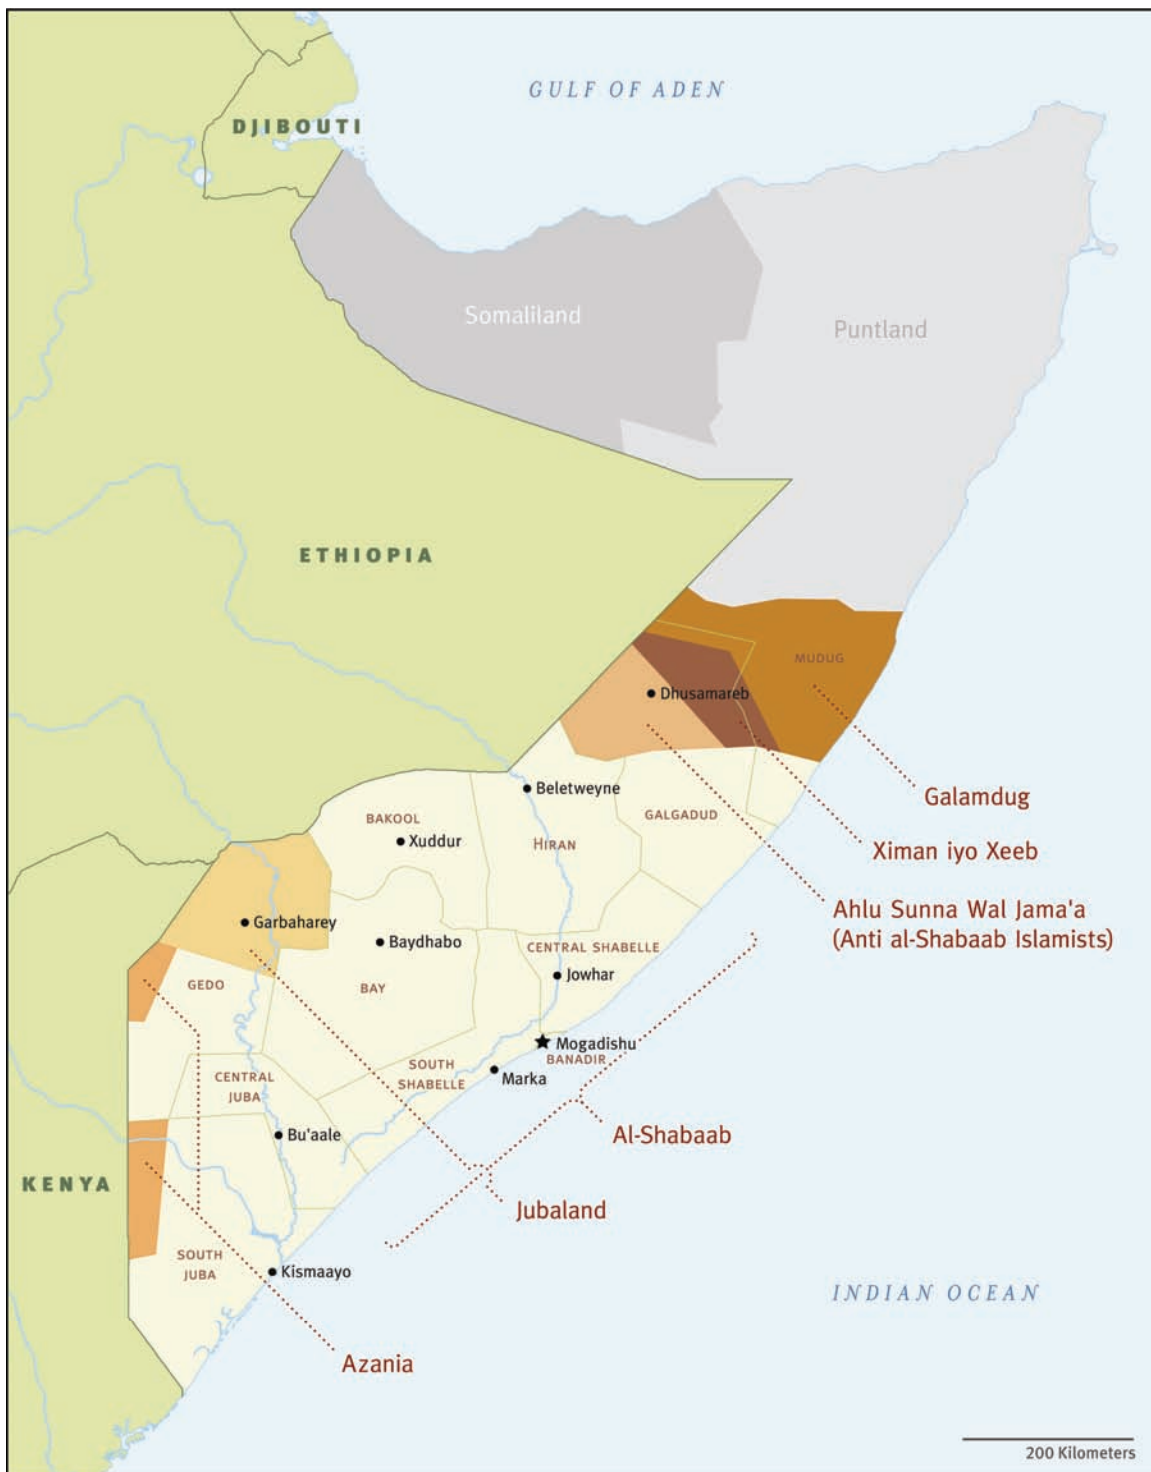 GULF OF ADEN
DJIBOUTI
Somaliland
Puntland
ETHIOPIA
MUDUG
Dhusamareb
Galamdug
Beletweyne
GALGADUD
BAKOOL
Xuddur
HIRAN
Ximan iyo Xeeb
Ahlu Sunna Wal Jama'a
(Anti al-Shabaab Islamists)
Garbaharey
Baydhabo
CENTRAL SHABELLE
Jowhar
GEDO
BAY
Mogadishu
BANADIR
SOUTH
SHABELLE
Marka
CENTRAL
JUBA
Bu'aale
Al-Shabaab
KENYA
Jubaland
SOUTH
JUBA
Kismaayo
INDIAN OCEAN
Azania
200 Kilometers